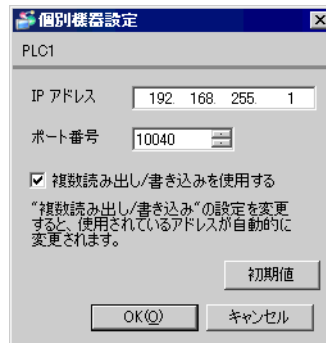 個別機器設定
PLC1
IP アドレス 192. 168. 255. 1
ポート番号 10040
複数読み出し/書き込みを使用する
"複数読み出し/書き込み"の設定を変更
すると、使用されているアドレスが自動的に
変更されます。
初期値
OK(O) キャンセル